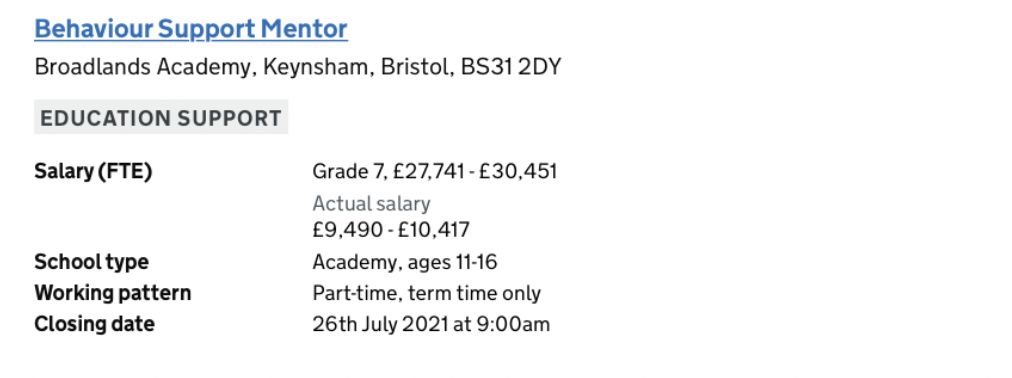 Behaviour Support Mentor
Broadlands Academy, Keynsham, Bristol, BS31 2DY
EDUCATION SUPPORT
Salary (FTE) Grade 7, £27,741 - £30,451
Actual salary
£9,490 - £10,417
School type Academy, ages 11-16
Working pattern Part-time, term time only
Closing date 26th July 2021 at 9:00am